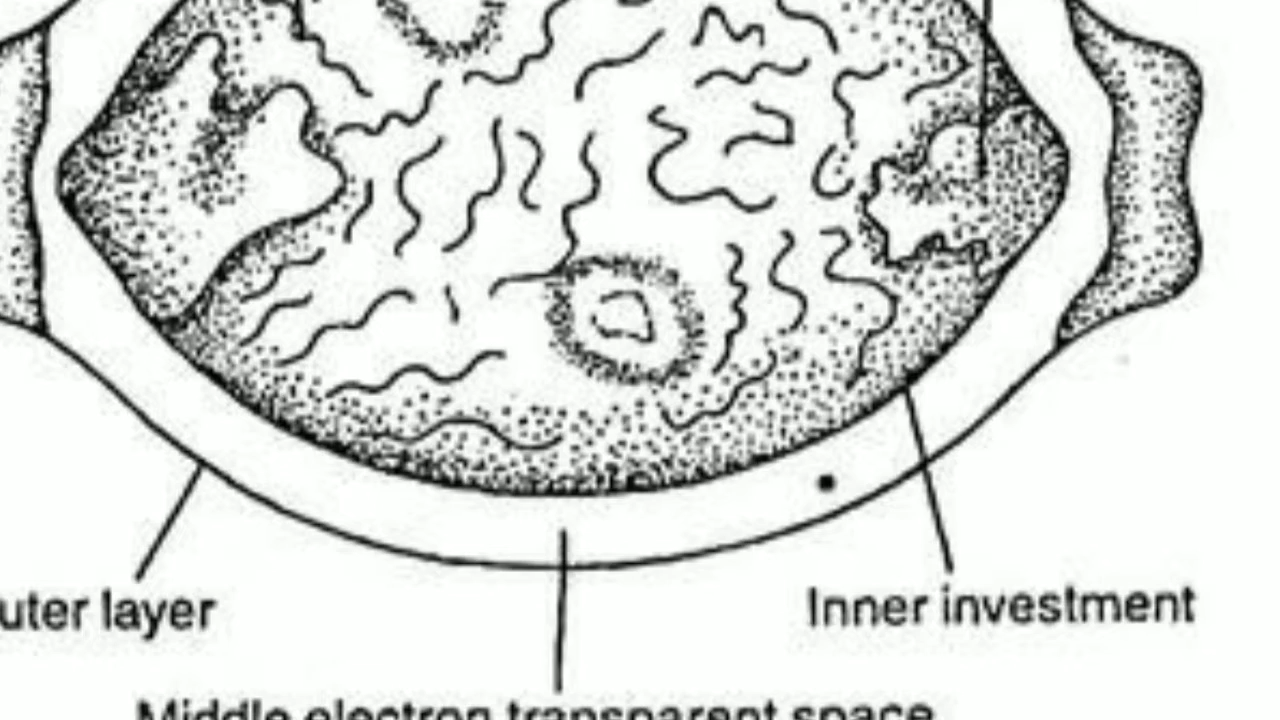 uter layer
Inner investment
Middle electron transparent space